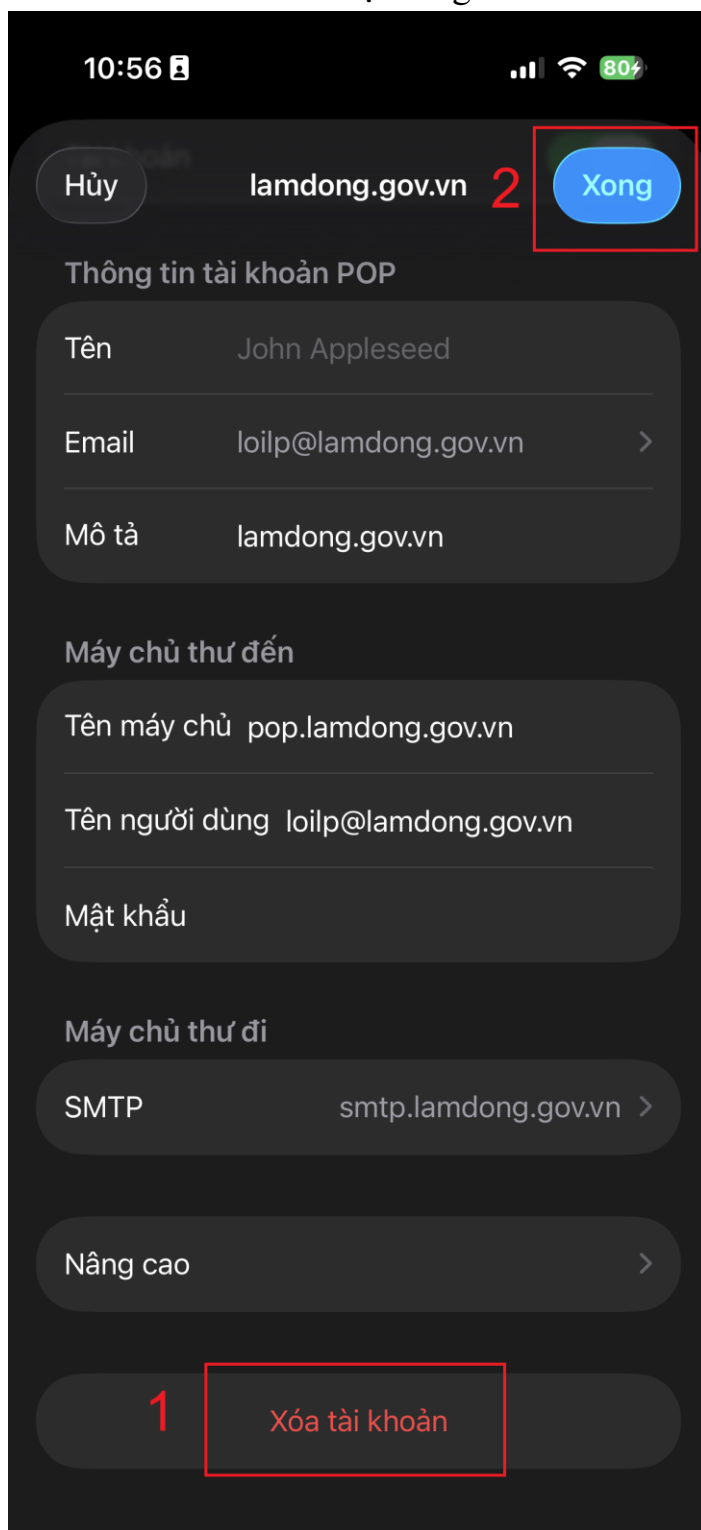 10:56
80
Hủy
lamdong.gov.vn
2
Xong
Thông tin tài khoản POP
Tên John Appleseed
Email loilp@lamdong.gov.vn
Mô tả lamdong.gov.vn
Máy chủ thư đến
Tên máy chủ pop.lamdong.gov.vn
Tên người dùng loilp@lamdong.gov.vn
Mật khẩu
Máy chủ thư đi
SMTP smtp.lamdong.gov.vn
Nâng cao
1 Xóa tài khoản